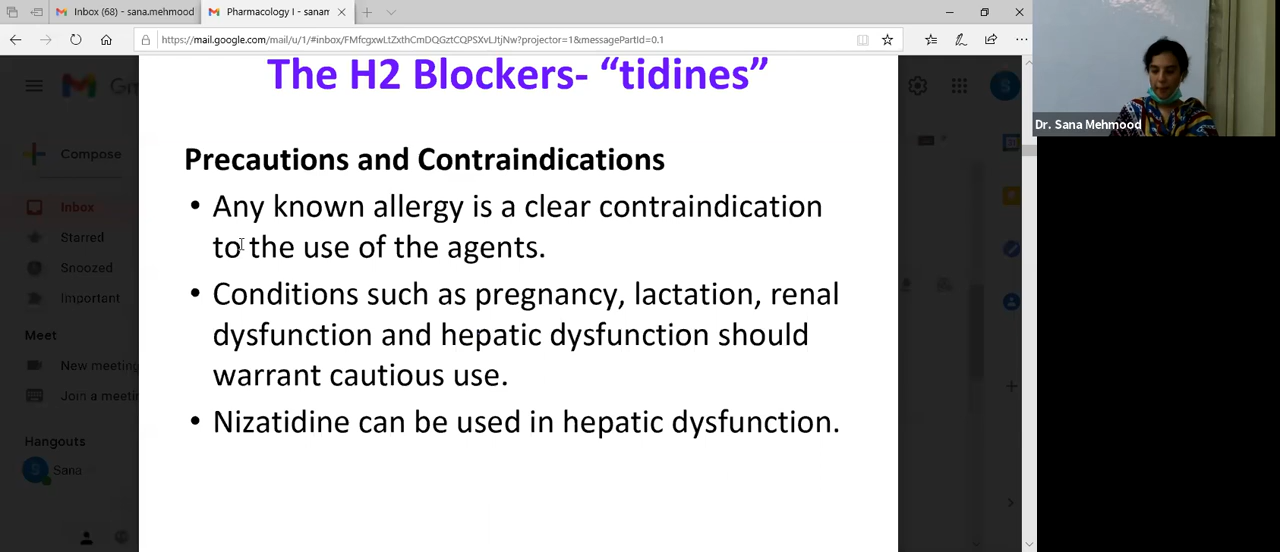 Inbox (68) - sana.mehmood
Pharmacology I - sanam
https://mail.google.com/mail/u/1/#inbox/FMfcgxwLtZxthCmDQGztCQPSXvLJtjNw?projector=1&messagePartId=0.1
The H2 Blockers- “tidines”
Precautions and Contraindications
• Any known allergy is a clear contraindication
to the use of the agents.
• Conditions such as pregnancy, lactation, renal
dysfunction and hepatic dysfunction should
warrant cautious use.
• Nizatidine can be used in hepatic dysfunction.
Compose
Inbox
Starred
Snoozed
Important
Meet
New meeting
Join a meeti
Hangouts
S Sana
S
Dr. Sana Mehmood